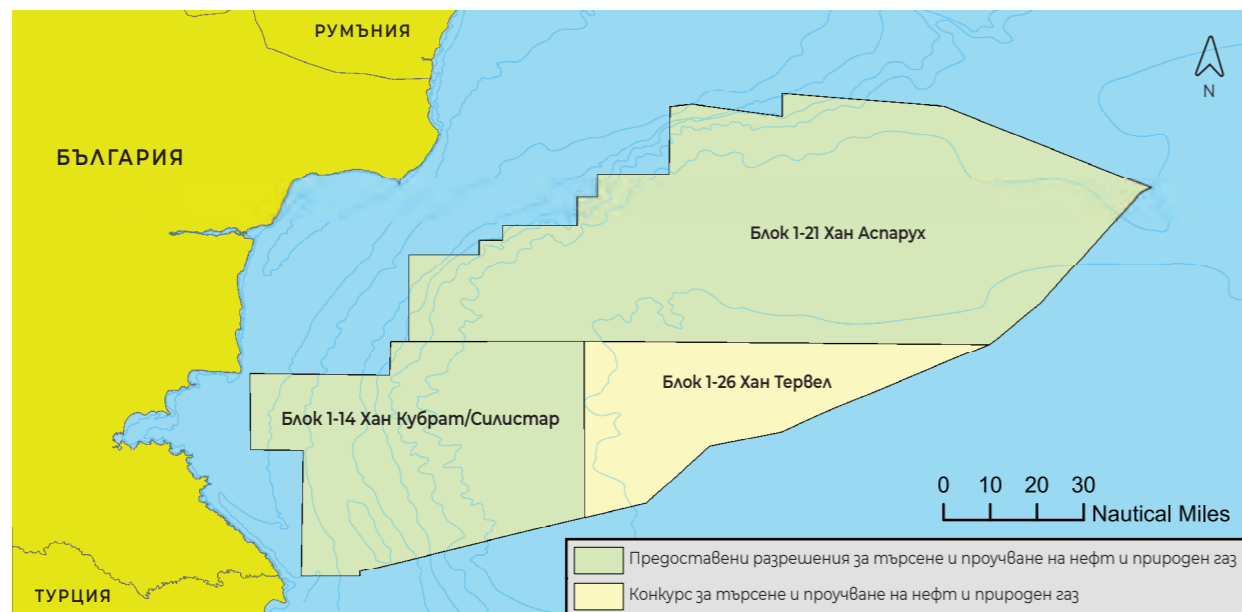 РУМЪНИЯ
N
БЪЛГАРИЯ
Блок 1-21 Хан Аспарух
Блок 1-26 Хан Тервел
Блок 1-14 Хан Кубрат/Силистар
0 10 20 30
Nautical Miles
Предоставени разрешения за търсене и проучване на нефт и природен газ
Конкурс за търсене и проучване на нефт и природен газ
ТУРЦИЯ